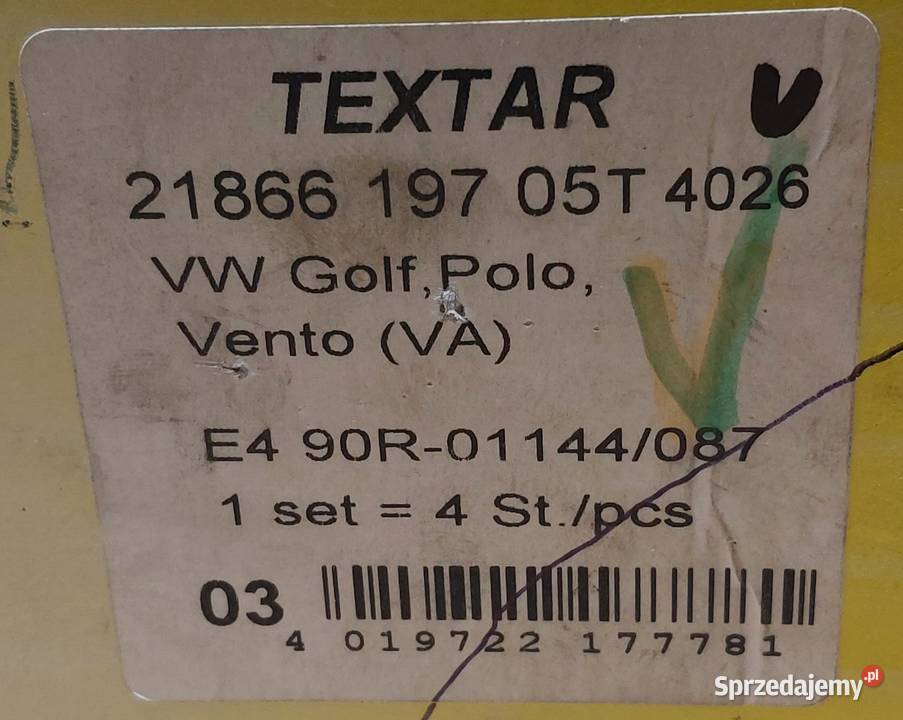 TEXTAR V
21866 197 05T 4026
VW Golf,Polo,
Vento (VA)
V
E4 90R-01144/087
1 set = 4 St./pcs
03
4 019722 177781
Sprzedajemy.pl